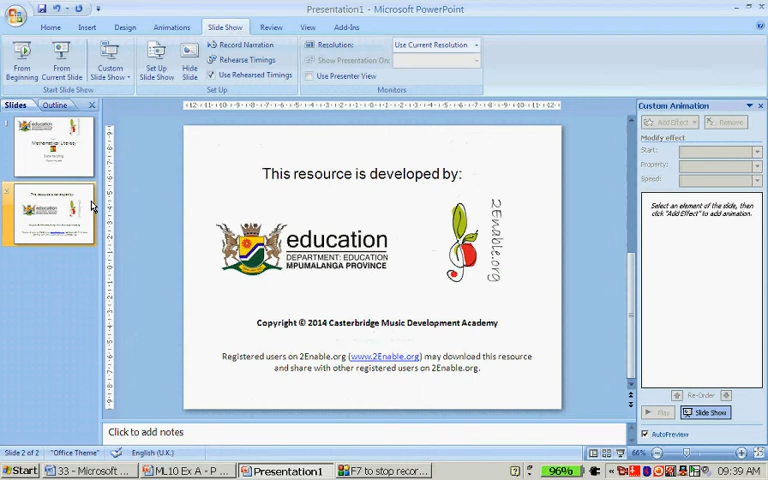 Presentation1 - Microsoft PowerPoint
Home Insert Design Animations Slide Show Review View Add-Ins
From Beginning
From Current Slide
Custom Slide Show
Set Up Slide Show
Hide Slide
Record Narration
Rehearse Timings
Use Rehearsed Timings
Resolution: Use Current Resolution
Show Presentation On:
Use Presenter View
Start Slide Show Set Up Monitors
Slides Outline
Custom Animation
Add Effect Remove
Modify effect
Start:
Property:
Speed:
Select an element of the slide, then
click "Add Effect" to add animation.
education
Mathematical Literacy
This resource is developed by:
education
DEPARTMENT: EDUCATION
MPUMALANGA PROVINCE
2Enable.org
Copyright © 2014 Casterbridge Music Development Academy
Registered users on 2Enable.org (www.2Enable.org) may download this resource
and share with other registered users on 2Enable.org.
Re-Order
Play Slide Show
AutoPreview
Click to add notes
Slide 2 of 2 "Office Theme" English (U.K.) 66%
Start 33 - Microsoft ... ML10 Ex A - P ... Presentation1 F7 to stop recor... 96% 09:39 AM